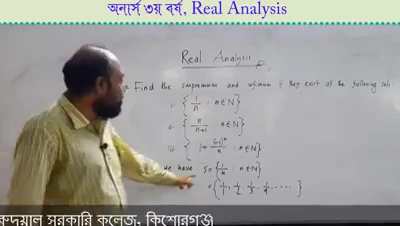 অনার্স ৩য় বর্ষ, Real Analysis
Real Analysis
Find the supremum and infimum if they exist of the following sets
i) { 1/n : n ∈ N }
ii) { n/n+1 : n ∈ N }
iii) { 1+ (-1)ⁿ/n : n ∈ N }
We have S = { 1/n : n ∈ N }
= { 1/1, 1/2, 1/3, 1/4, ..... }
রুদয়াল সরকারি কলেজ, কিশোরগঞ্জ